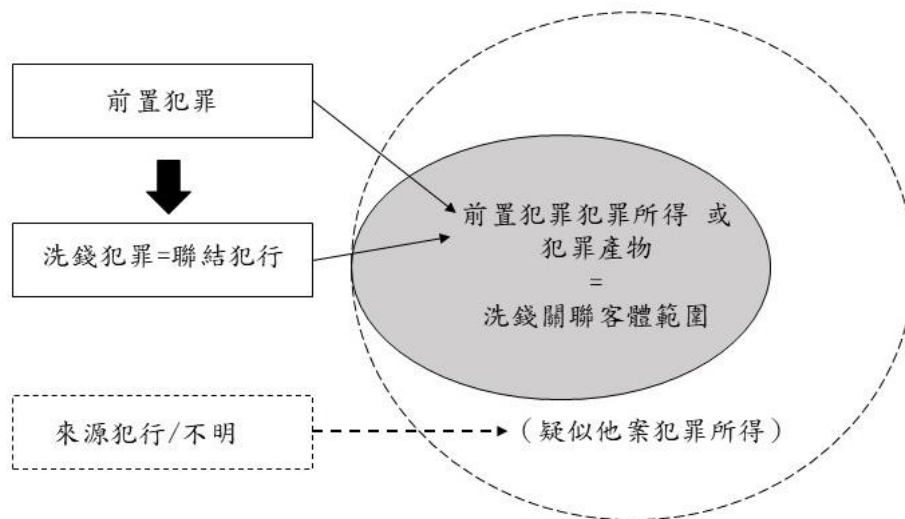 前置犯罪
洗錢犯罪=聯結犯行
前置犯罪犯罪所得 或
犯罪產物
=
洗錢關聯客體範圍
來源犯行/不明
(疑似他案犯罪所得)